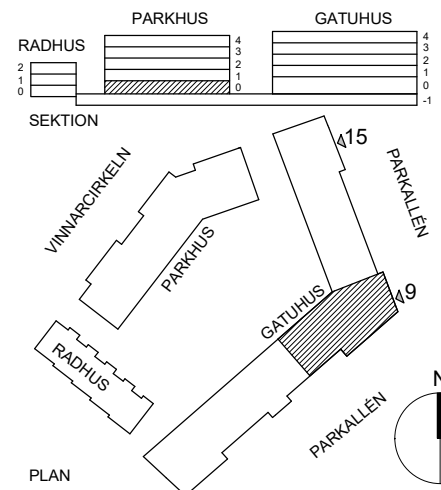 PARKHUS
GATUHUS
RADHUS
2
1
0
4
3
2
1
0
4
3
2
1
0
-1
SEKTION
15
VINNARCIRKELN
PARKALLÉN
PARKHUS
GATUHUS
9
RADHUS
PARKALLÉN
N
PLAN